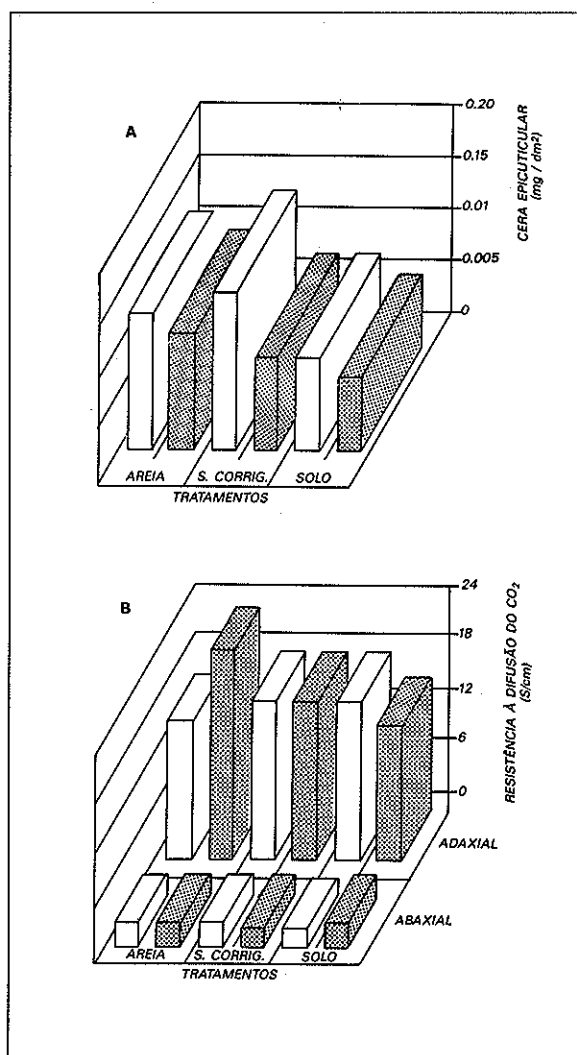 A
0.20
0.15
0.01
0.005
0
CERA EPICUTICULAR
(mg / dm²)
AREIA
S. CORRIG.
SOLO
TRATAMENTOS
B
24
18
12
6
0
RESISTÊNCIA À DIFUSÃO DO CO₂
(S/cm)
ADAXIAL
ABAXIAL
AREIA
S. CORRIG.
SOLO
TRATAMENTOS